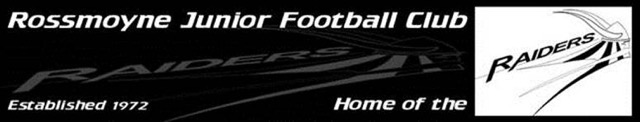 Rossmoyne Junior Football Club
RAIDERS
RAIDERS
Established 1972
Home of the